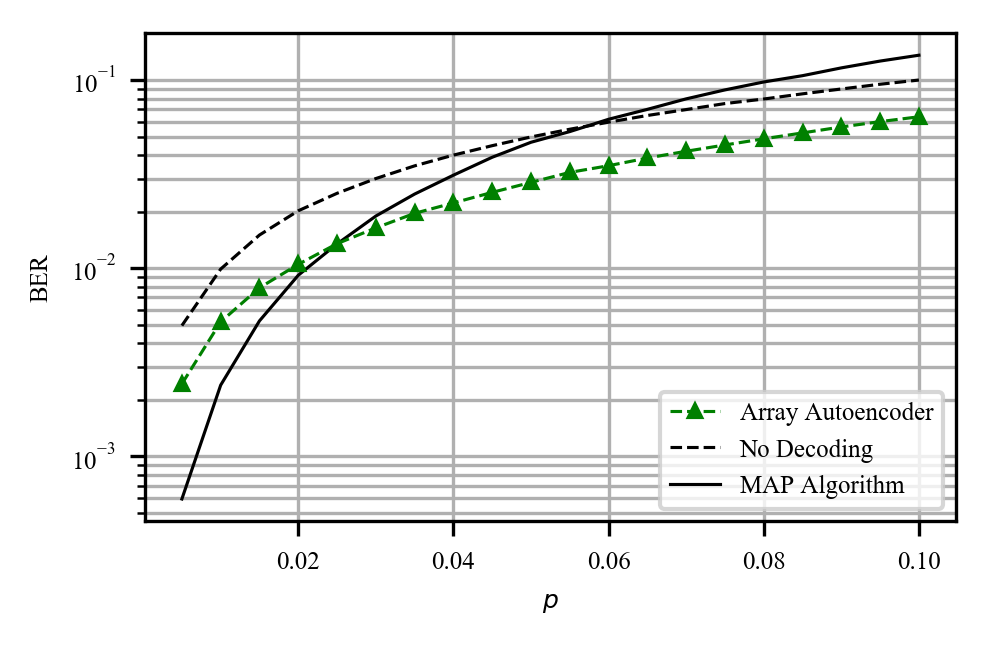 BER
10⁻¹
10⁻²
10⁻³
Array Autoencoder
No Decoding
MAP Algorithm
0.02 0.04 0.06 0.08 0.10
p